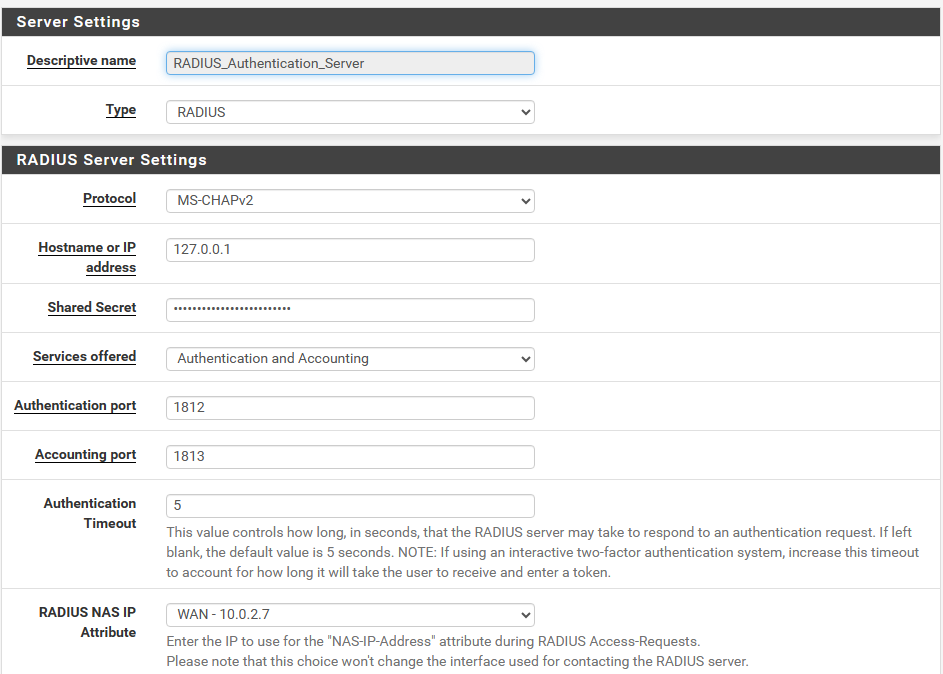 Server Settings
Descriptive name
RADIUS_Authentication_Server
Type
RADIUS
RADIUS Server Settings
Protocol
MS-CHAPv2
Hostname or IP
address
127.0.0.1
Shared Secret
•••••••••••••••••••••••••
Services offered
Authentication and Accounting
Authentication port
1812
Accounting port
1813
Authentication
Timeout
5
This value controls how long, in seconds, that the RADIUS server may take to respond to an authentication request. If left
blank, the default value is 5 seconds. NOTE: If using an interactive two-factor authentication system, increase this timeout
to account for how long it will take the user to receive and enter a token.
RADIUS NAS IP
Attribute
WAN - 10.0.2.7
Enter the IP to use for the "NAS-IP-Address" attribute during RADIUS Access-Requests.
Please note that this choice won't change the interface used for contacting the RADIUS server.